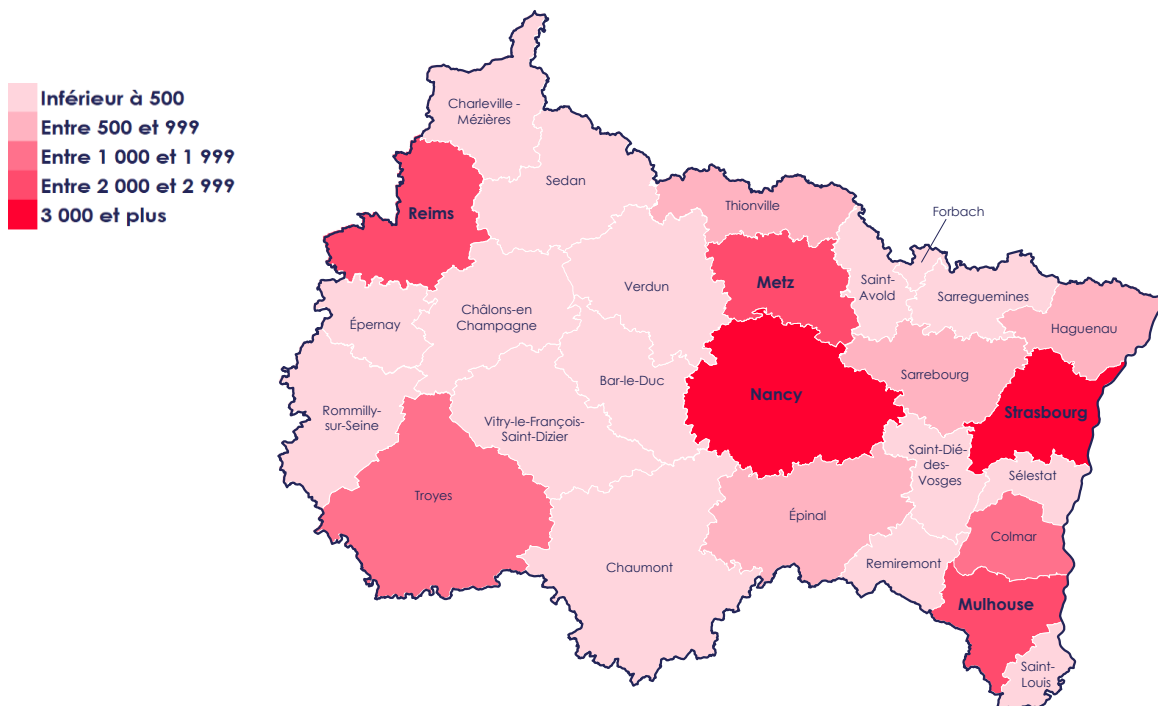 Inférieur à 500
Entre 500 et 999
Entre 1 000 et 1 999
Entre 2 000 et 2 999
3 000 et plus
Charleville -
Mézières
Sedan
Reims
Thionville
Forbach
Metz
Saint-
Avold
Verdun
Sarregumines
Châlons-en
Champagne
Épernay
Haguenau
Sarrebourg
Bar-le-Duc
Nancy
Strasbourg
Rommilly-
sur-Seine
Vitry-le-François-
Saint-Dizier
Saint-Dié-
des-
Vosges
Sélestat
Troyes
Épinal
Colmar
Chaumont
Remiremont
Mulhouse
Saint-
Louis